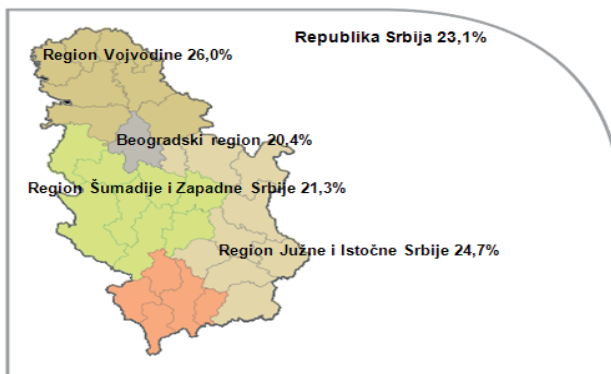 Republika Srbija 23,1%
Region Vojvodine 26,0%
Beogradski region 20,4%
Region Šumadije i Zapadne Srbije 21,3%
Region Južne i Istočne Srbije 24,7%